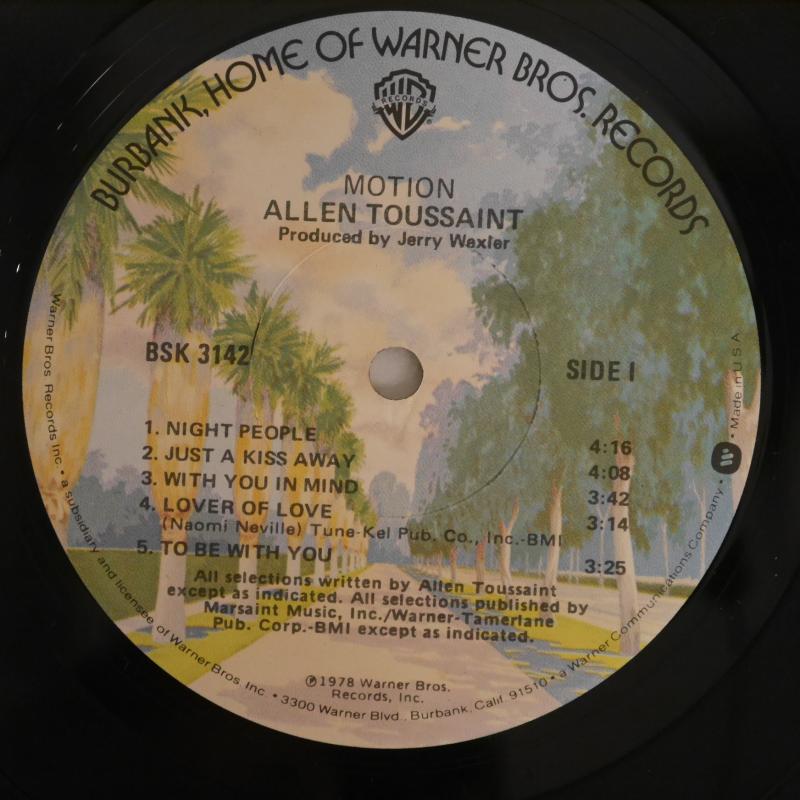 BURBANK, HOME OF WARNER BROS. RECORDS
W
RECORDS
MOTION
ALLEN TOUSSAINT
Produced by Jerry Wexler
BSK 3142
SIDE 1
1. NIGHT PEOPLE 4:16
2. JUST A KISS AWAY 4:08
3. WITH YOU IN MIND 3:42
4. LOVER OF LOVE 3:14
(Naomi Neville) Tune-Kel Pub. Co., Inc.-BMI
5. TO BE WITH YOU 3:25
All selections written by Allen Toussaint
except as indicated. All selections published by
Marsaint Music, Inc./Warner-Tamerlane
Pub. Corp.-BMI except as indicated.
℗1978 Warner Bros.
Records, Inc.
Warner Bros. Records Inc. • a subsidiary and licensee of Warner Bros. Inc. • 3300 Warner Blvd., Burbank, Calif. 91510 • a Warner Communications Company • Made in U S A